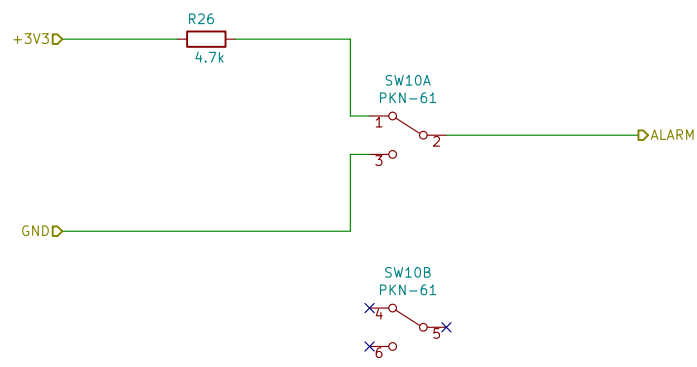 R26
+3V3
4.7k
SW10A
PKN-61
1
2
ALARM
3
GND
SW10B
PKN-61
4
5
6